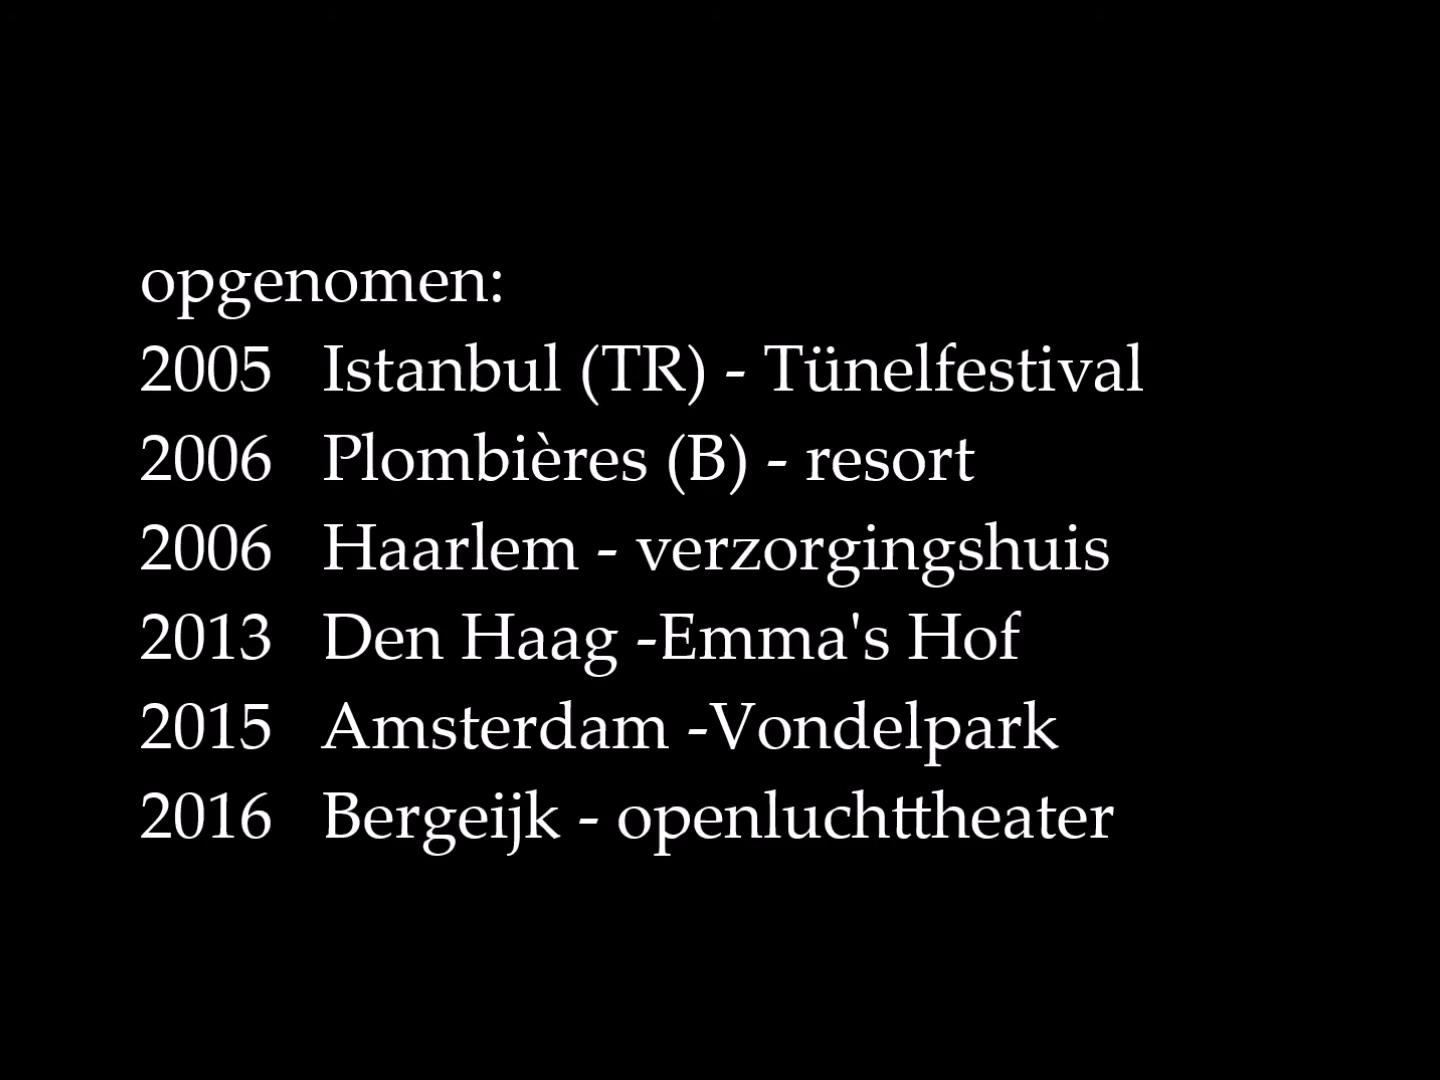 opgenomen:
2005 Istanbul (TR) - Tünelfestival
2006 Plombières (B) - resort
2006 Haarlem - verzorgingshuis
2013 Den Haag -Emma's Hof
2015 Amsterdam -Vondelpark
2016 Bergeijk - openluchttheater